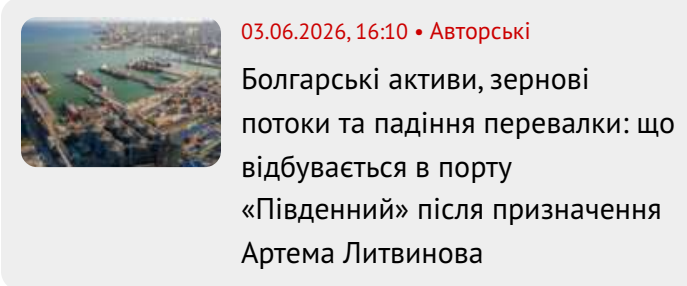 03.06.2026, 16:10 • Авторські
Болгарські активи, зернові
потоки та падіння перевалки: що
відбувається в порту
«Південний» після призначення
Артема Литвинова